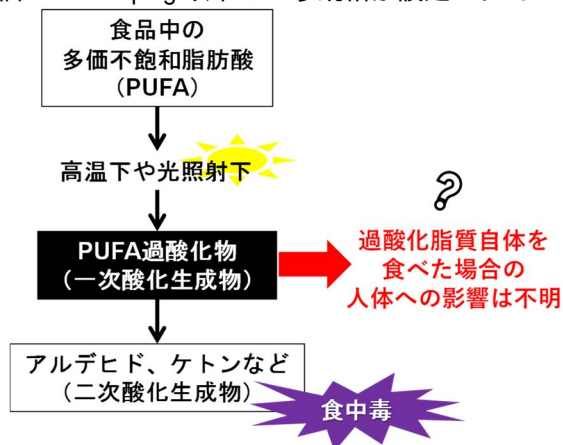 食品中の
多価不飽和脂肪酸
（PUFA）
高温下や光照射下
?
PUFA過酸化物
（一次酸化生成物）
過酸化脂質自体を
食べた場合の
人体への影響は不明
アルデヒド、ケトンなど
（二次酸化生成物）
食中毒